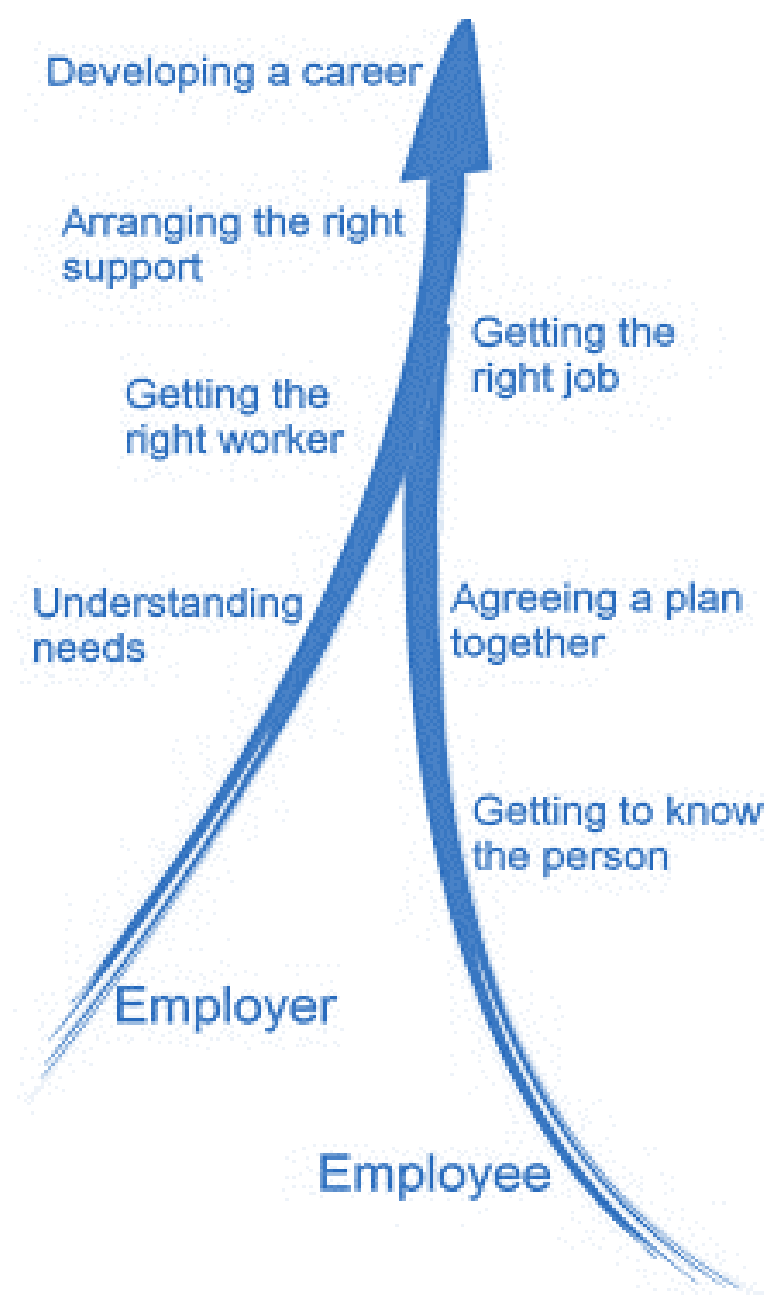 Developing a career
Arranging the right
support
Getting the
right job
Getting the
right worker
Understanding
needs
Agreeing a plan
together
Getting to know
the person
Employer
Employee